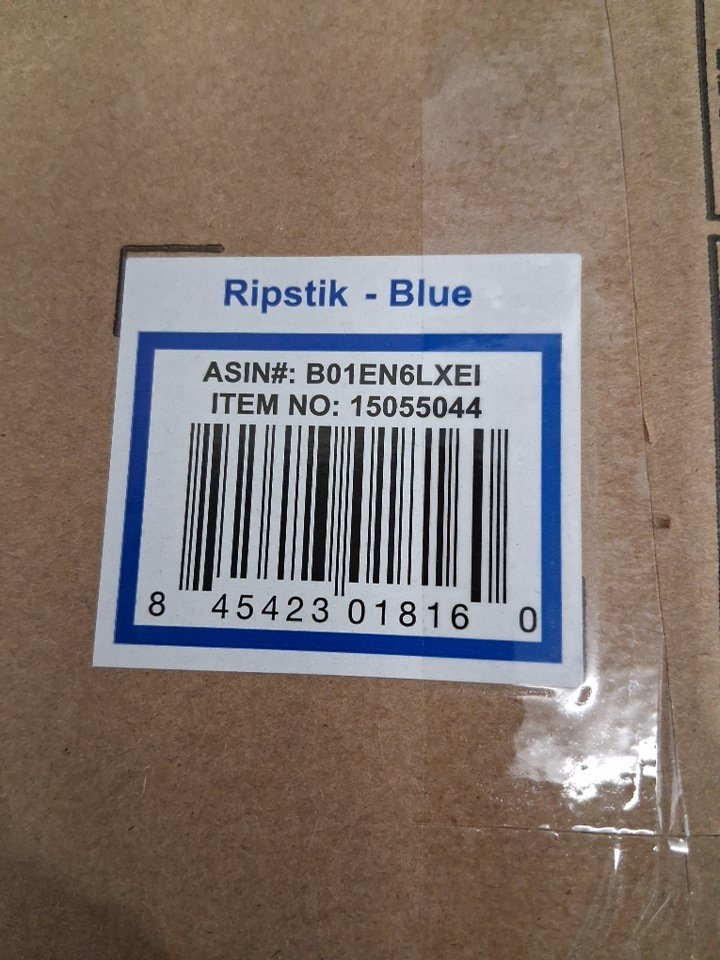 Ripstik - Blue
ASIN#: B01EN6LXEI
ITEM NO: 15055044
8 45423 01816 0